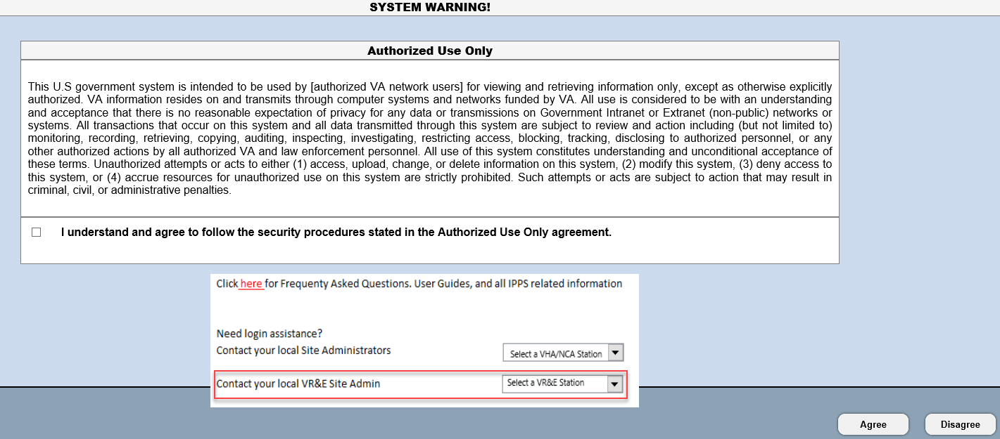 SYSTEM WARNING!
Authorized Use Only
This U.S government system is intended to be used by [authorized VA network users] for viewing and retrieving information only, except as otherwise explicitly
authorized. VA information resides on and transmits through computer systems and networks funded by VA. All use is considered to be with an understanding
and acceptance that there is no reasonable expectation of privacy for any data or transmissions on Government Intranet or Extranet (non-public) networks or
systems. All transactions that occur on this system and all data transmitted through this system are subject to review and action including (but not limited to)
monitoring, recording, retrieving, copying, auditing, inspecting, investigating, restricting access, blocking, tracking, disclosing to authorized personnel, or any
other authorized actions by all authorized VA and law enforcement personnel. All use of this system constitutes understanding and unconditional acceptance of
these terms. Unauthorized attempts or acts to either (1) access, upload, change, or delete information on this system, (2) modify this system, (3) deny access to
this system, or (4) accrue resources for unauthorized use on this system are strictly prohibited. Such attempts or acts are subject to action that may result in
criminal, civil, or administrative penalties.
I understand and agree to follow the security procedures stated in the Authorized Use Only agreement.
Click here for Frequenty Asked Questions. User Guides, and all IPPS related information
Need login assistance?
Contact your local Site Administrators
Select a VHA/NCA Station
Contact your local VR&E Site Admin
Select a VR&E Station
Agree
Disagree